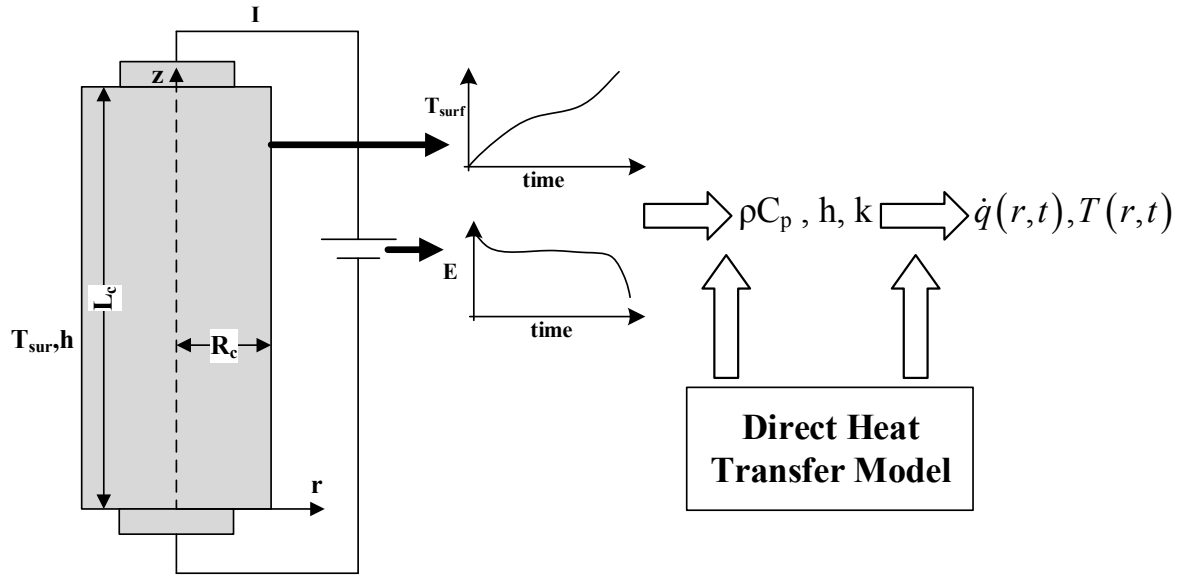 I
z
T_surf
time
ρC_p , h, k
q̇(r,t),T(r,t)
E
time
L_c
T_sur,h
R_c
r
Direct Heat
Transfer Model